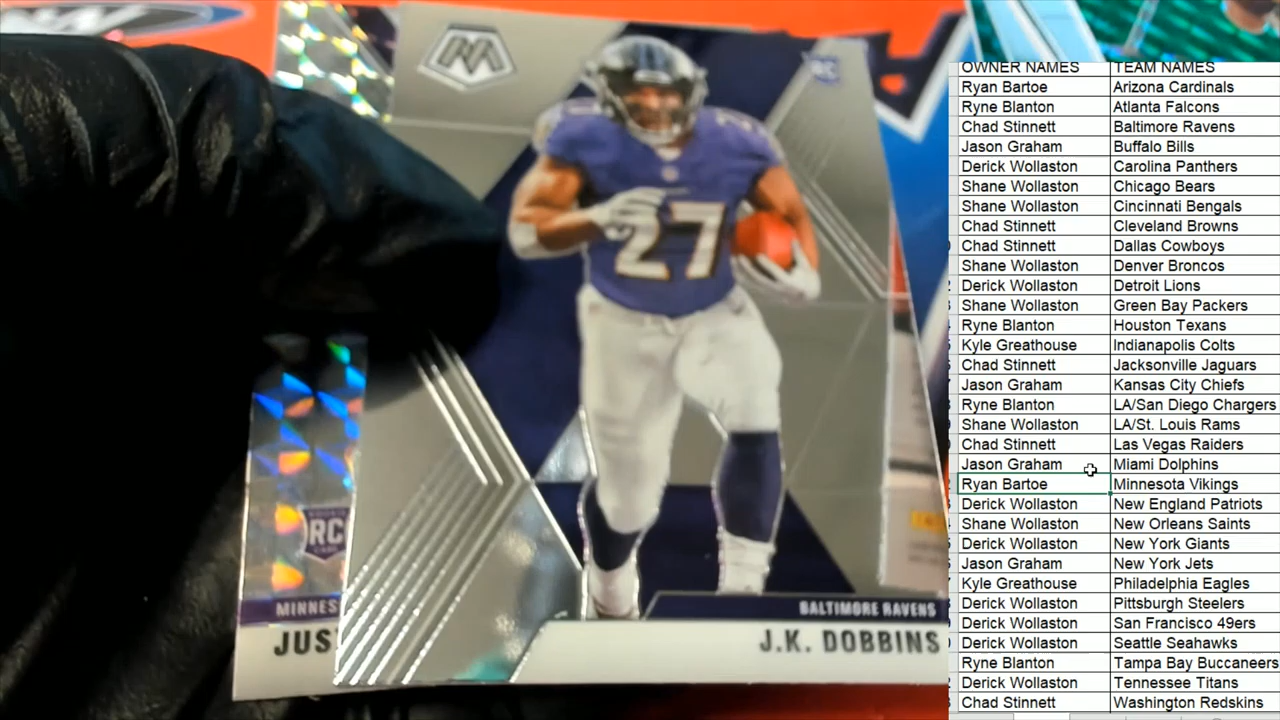 RC
27
MINNES
JUS
BALTIMORE RAVENS
J.K. DOBBINS
RC
OWNER NAMES TEAM NAMES
Ryan Bartoe Arizona Cardinals
Ryne Blanton Atlanta Falcons
Chad Stinnett Baltimore Ravens
Jason Graham Buffalo Bills
Derick Wollaston Carolina Panthers
Shane Wollaston Chicago Bears
Shane Wollaston Cincinnati Bengals
Chad Stinnett Cleveland Browns
Chad Stinnett Dallas Cowboys
Shane Wollaston Denver Broncos
Derick Wollaston Detroit Lions
Shane Wollaston Green Bay Packers
Ryne Blanton Houston Texans
Kyle Greathouse Indianapolis Colts
Chad Stinnett Jacksonville Jaguars
Jason Graham Kansas City Chiefs
Ryne Blanton LA/San Diego Chargers
Shane Wollaston LA/St. Louis Rams
Chad Stinnett Las Vegas Raiders
Jason Graham Miami Dolphins
Ryan Bartoe Minnesota Vikings
Derick Wollaston New England Patriots
Shane Wollaston New Orleans Saints
Derick Wollaston New York Giants
Jason Graham New York Jets
Kyle Greathouse Philadelphia Eagles
Derick Wollaston Pittsburgh Steelers
Derick Wollaston San Francisco 49ers
Derick Wollaston Seattle Seahawks
Ryne Blanton Tampa Bay Buccaneers
Derick Wollaston Tennessee Titans
Chad Stinnett Washington Redskins